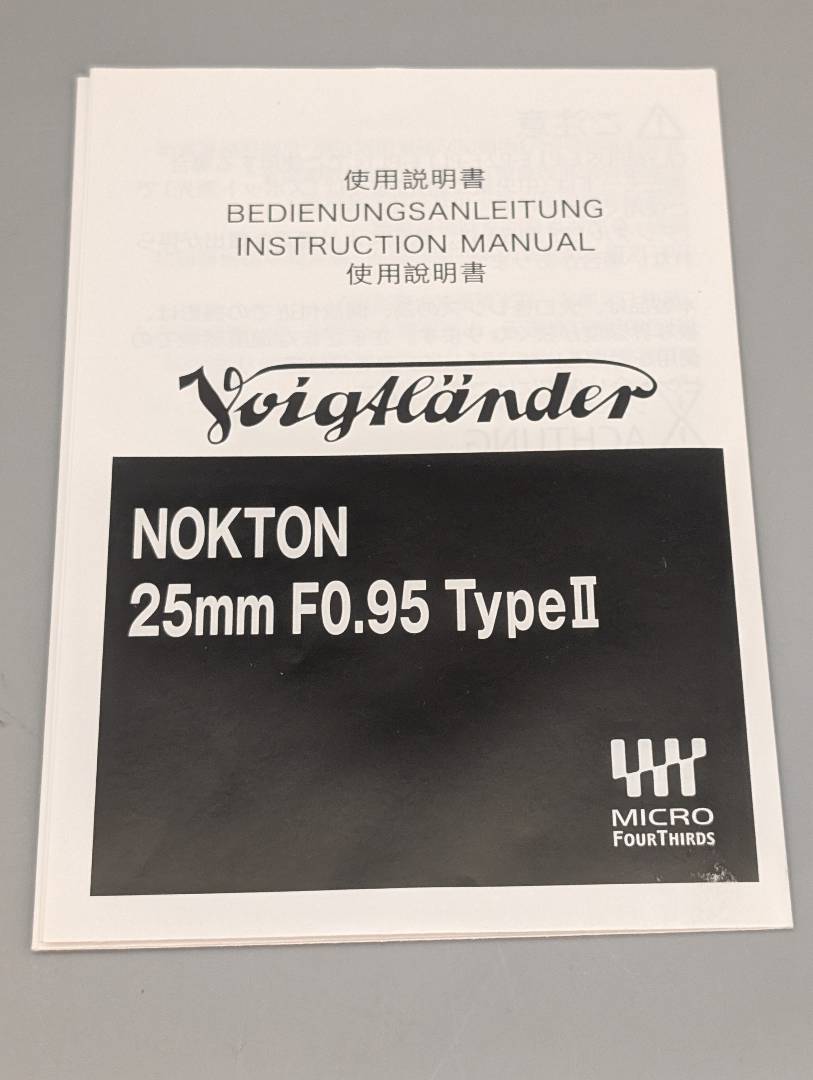 使用説明書
BEDIENUNGSANLEITUNG
INSTRUCTION MANUAL
使用說明書
Voigtländer
NOKTON
25mm F0.95 TypeⅡ
MICRO
FOURTHIRDS